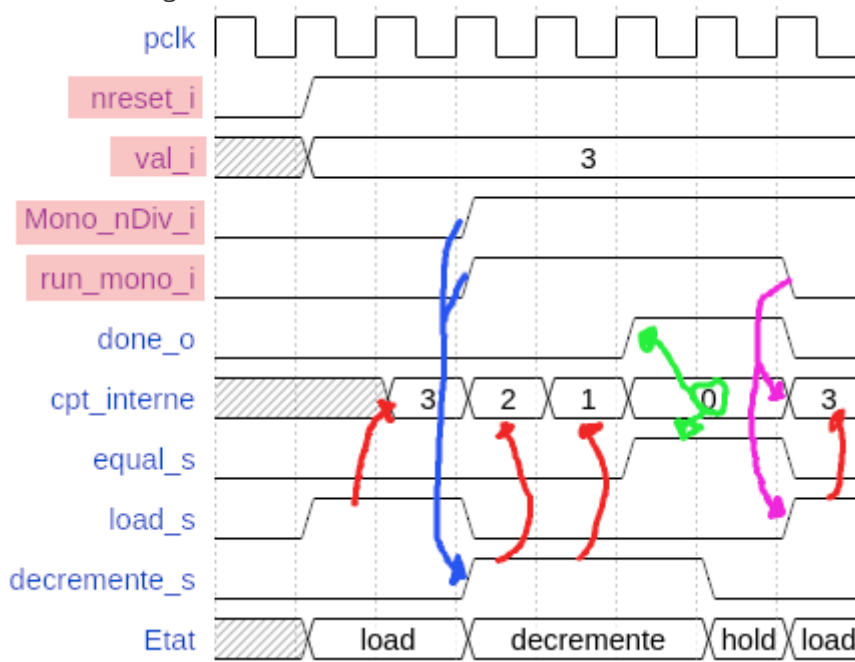 pclk
nreset_i
val_i 3
Mono_nDiv_i
run_mono_i
done_o
cpt_interne 3 2 1 0 3
equal_s
load_s
decremente_s
Etat load decremente hold load